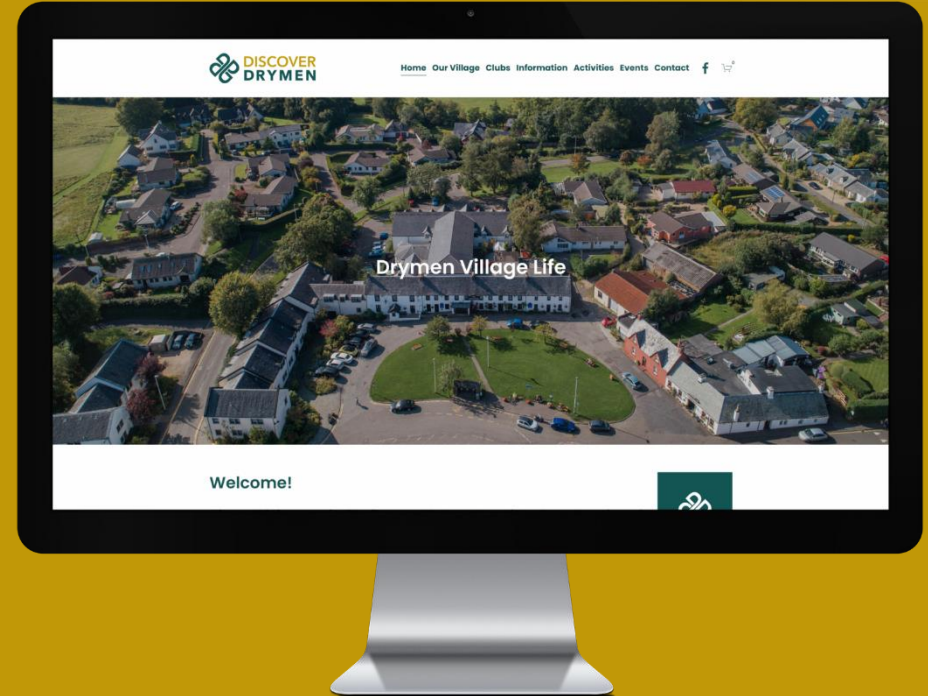 DISCOVER
DRYMEN
Home Our Village Clubs Information Activities Events Contact
Drymen Village Life
Welcome!